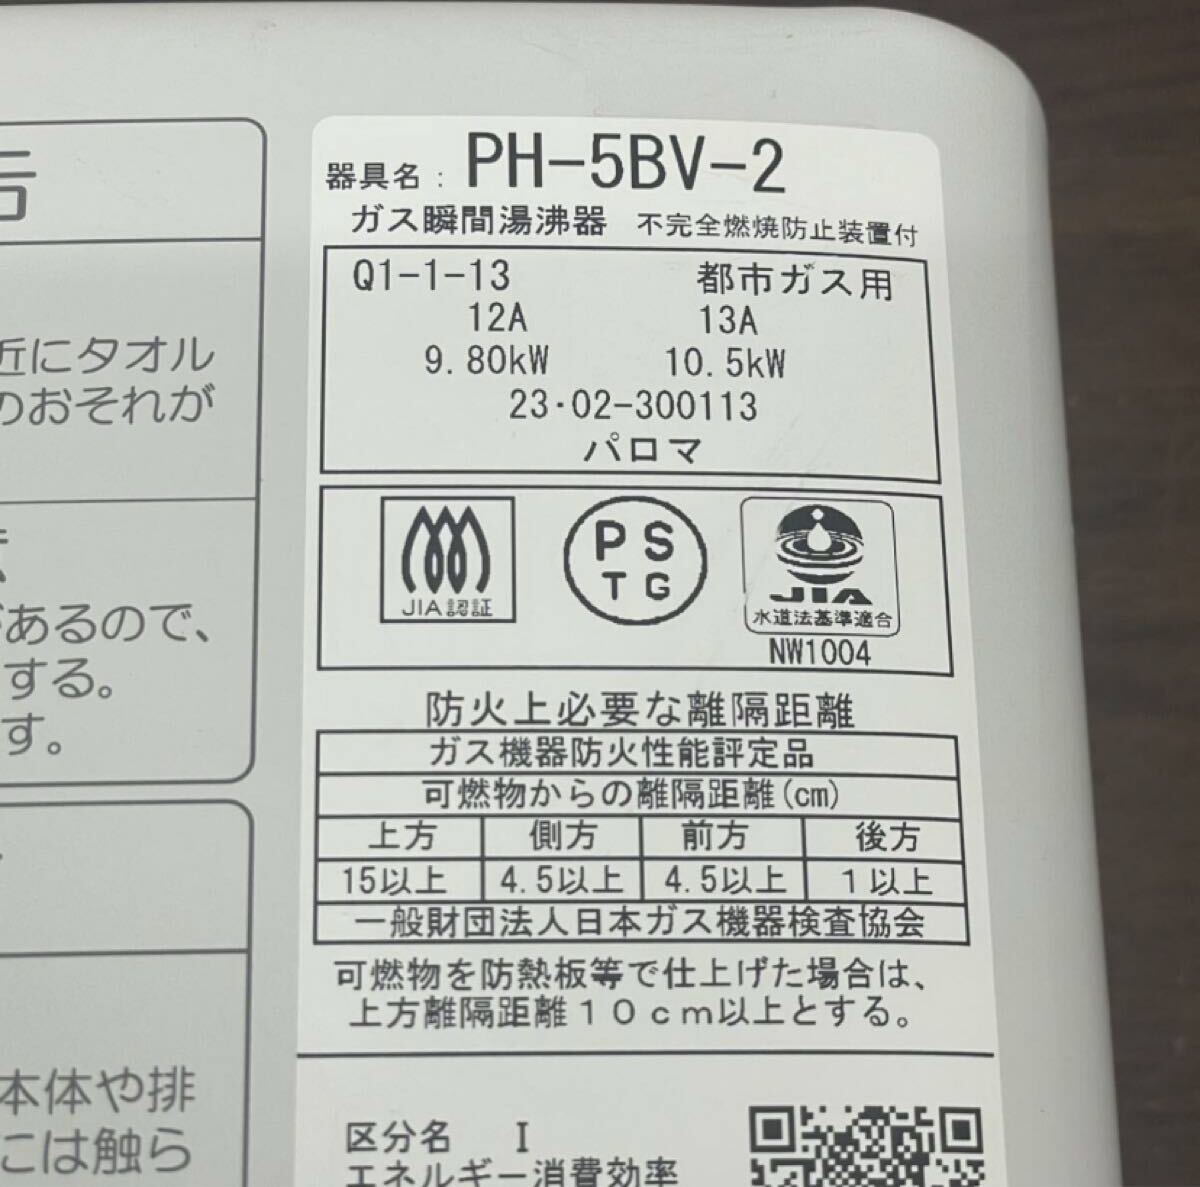 近にタオル
のおそれが
があるので、
する。
す。
本体や排
には触ら
器具名: PH-5BV-2
ガス瞬間湯沸器 不完全燃焼防止装置付
Q1-1-13 都市ガス用
12A 13A
9.80kW 10.5kW
23・02-300113
パロマ
JIA認証
PS
TG
JIA
水道法基準適合
NW1004
防火上必要な離隔距離
ガス機器防火性能評定品
可燃物からの離隔距離(cm)
上方 側方 前方 後方
15以上 4.5以上 4.5以上 1以上
一般財団法人日本ガス機器検査協会
可燃物を防熱板等で仕上げた場合は、
上方離隔距離10cm以上とする。
区分名 I
エネルギー消費効率